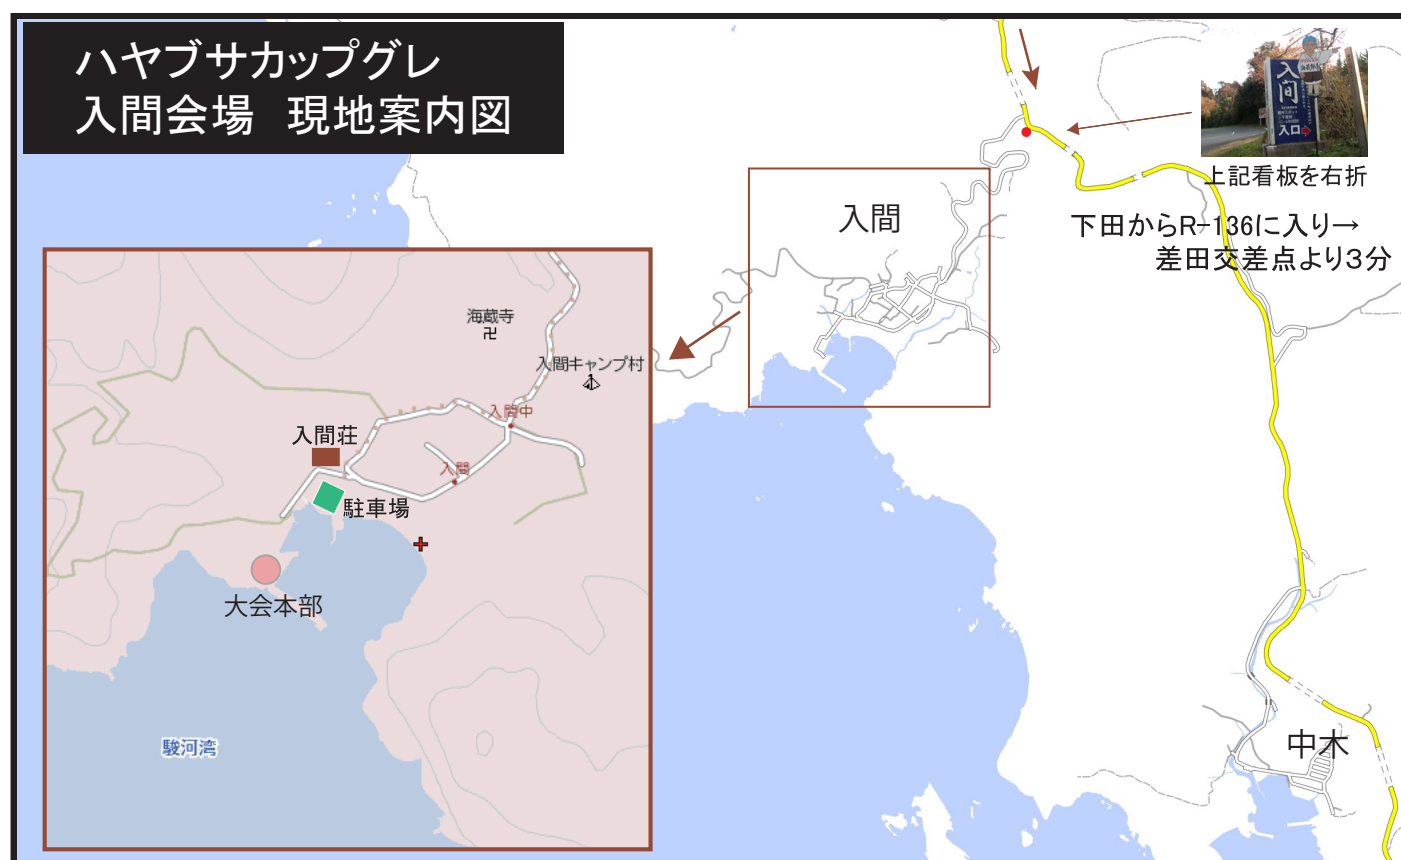 ハヤブサカップグレ
入間会場　現地案内図
入间
入口
上記看板を右折
下田からR-136に入り→
差田交差点より3分
入間
海蔵寺
入間キャンプ村
入間中
入間荘
入間
駐車場
大会本部
駿河湾
中木